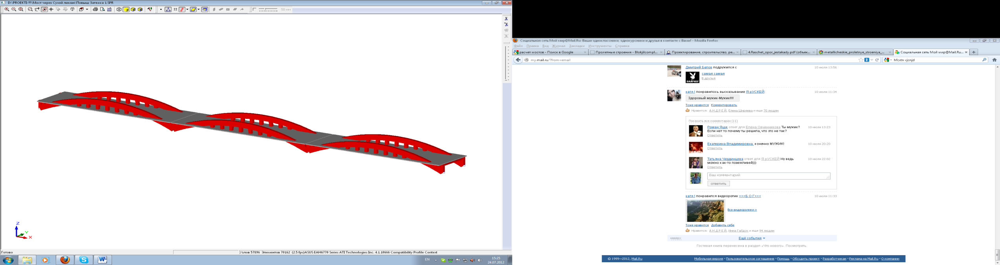 D:\PROEKTI-!!!\Мост через Сухой лиман\Повыш Затяжка 1.SPR
50 мм
Z
Y
X
Готово
Узлов 57896 Элементов 70162 (2.5 fps)ASUS EAH6770 Series ATI Technologies Inc. 4.1.10666 Compatibility Profile Context
EN
15:25
24.07.2012
Социальная сеть Мой мир@Mail.Ru: Ваши одноклассники, однокурсники и друзья в контакте с Вами! - Mozilla Firefox
Файл Правка Вид Журнал Закладки Инструменты Справка
расчет мостов - Поиск в Google
Пролетные строения - Blokjilcompl...
Проектирование, строительство, ре...
4.Raschet_opor_jestakady.pdf (объек...
metallicheskie_proletnye_stroeniya_...
Социальная сеть Мой мир@Mail.Ru...
my.mail.ru/?from=email
hfcxtn vjcnjd
Дмитрий Белов подружился с
10 июля 13:56
самая самая
В друзья
ЗАЙЧЕГ
катя ! понравилось высказывание Я рУСКЕЙ:
10 июля 11:34
Здоровый мужик-Мужик!!!!
Тоже нравится Комментировать
Нравится: А Н Д Р Е Й, Елена Ширяева и еще 70 людям
Показать все комментарии (11)
Роман Яцук ответ для Елена Овчинникова Ты мужик?
10 июля 13:23
Если нет то почему ты решила, что это не так?
Ответить
Екатерина Владимировна, конечно МУЖИК!
10 июля 20:20
Ответить
Татьяна Чердинцева ответ для Я рУСКЕЙ Ну ведь
10 июля 22:02
можно как-то повежливей)))
Ответить
Ваш комментарий
ответить
катя ! понравился видеоролик >>>Б О Г<<<
10 июля 11:33
Все видеоролики »
Тоже нравится Добавить себе
Нравится: А Н Д Р Е Й, Инна Гайдук и еще 94 людям
наверх
Ещё события
Гостевая книга перенесена в раздел «Что нового». Посмотреть.
© 1999—2012, Mail.Ru
Мобильная версия · Пользовательское соглашение · Помощь · Обсудить проект · Разработчикам · Реклама на Mail.Ru · О компании